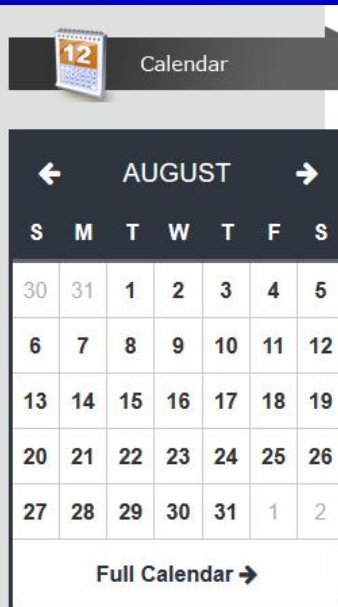 12
Calendar
AUGUST
S M T W T F S
30 31 1 2 3 4 5
6 7 8 9 10 11 12
13 14 15 16 17 18 19
20 21 22 23 24 25 26
27 28 29 30 31 1 2
Full Calendar